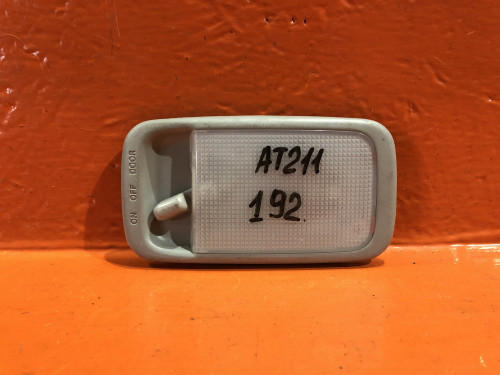 ON OFF DOOR
AT211
192.